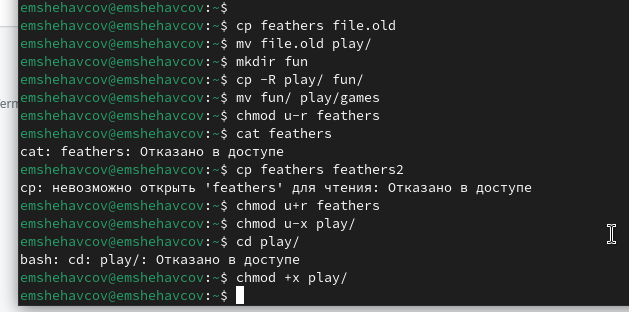 emshehavcov@emshehavcov:~$
emshehavcov@emshehavcov:~$ cp feathers file.old
emshehavcov@emshehavcov:~$ mv file.old play/
emshehavcov@emshehavcov:~$ mkdir fun
emshehavcov@emshehavcov:~$ cp -R play/ fun/
emshehavcov@emshehavcov:~$ mv fun/ play/games
emshehavcov@emshehavcov:~$ chmod u-r feathers
emshehavcov@emshehavcov:~$ cat feathers
cat: feathers: Отказано в доступе
emshehavcov@emshehavcov:~$ cp feathers feathers2
cp: невозможно открыть 'feathers' для чтения: Отказано в доступе
emshehavcov@emshehavcov:~$ chmod u+r feathers
emshehavcov@emshehavcov:~$ chmod u-x play/
emshehavcov@emshehavcov:~$ cd play/
bash: cd: play/: Отказано в доступе
emshehavcov@emshehavcov:~$ chmod +x play/
emshehavcov@emshehavcov:~$